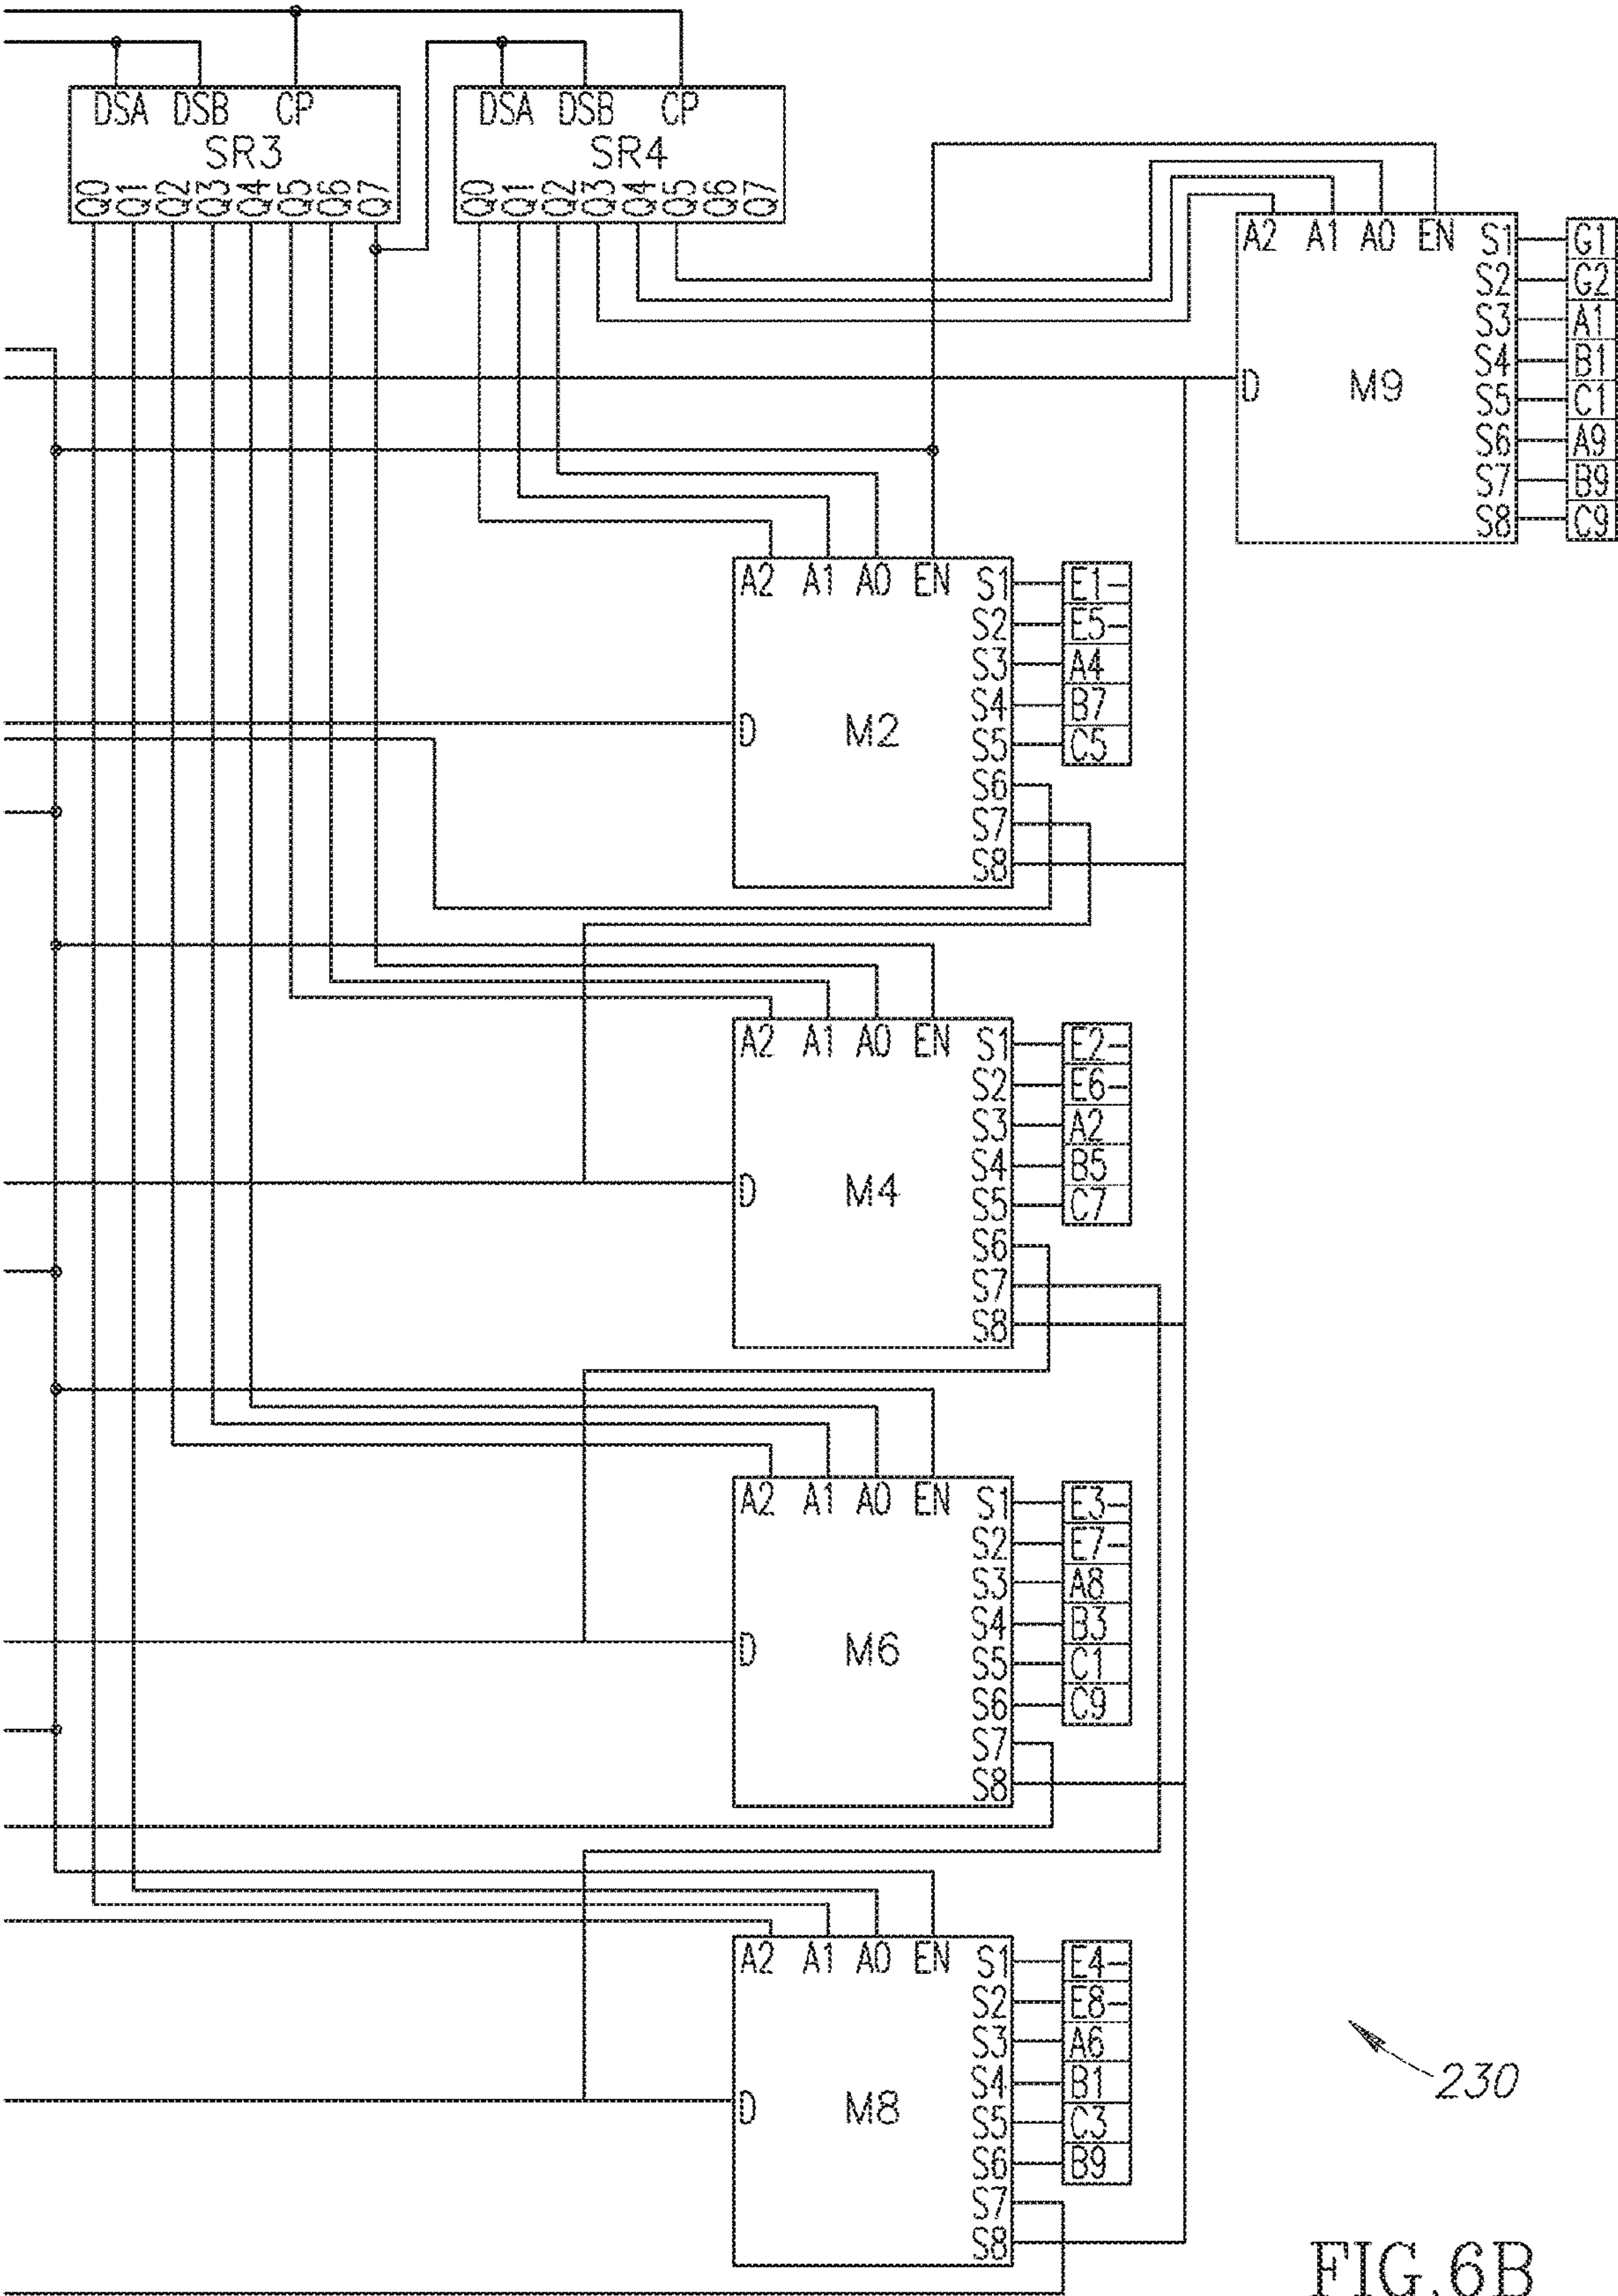 DSA DSB CP
SR3
Q0 Q1 Q2 Q3 Q4 Q5 Q6 Q7
DSA DSB CP
SR4
Q0 Q1 Q2 Q3 Q4 Q5 Q6 Q7
A2 A1 A0 EN
D M9
S1 G1
S2 G2
S3 A1
S4 B1
S5 C1
S6 A9
S7 B9
S8 C9
A2 A1 A0 EN
D M2
S1 E1-
S2 E5-
S3 A4
S4 B7
S5 C5
S6
S7
S8
A2 A1 A0 EN
D M4
S1 E2-
S2 E6-
S3 A2
S4 B5
S5 C7
S6
S7
S8
A2 A1 A0 EN
D M6
S1 E3-
S2 E7-
S3 A8
S4 B3
S5 C1
S6 C9
S7
S8
A2 A1 A0 EN
D M8
S1 E4-
S2 E8-
S3 A6
S4 B1
S5 C3
S6 B9
S7
S8
230
FIG.6B